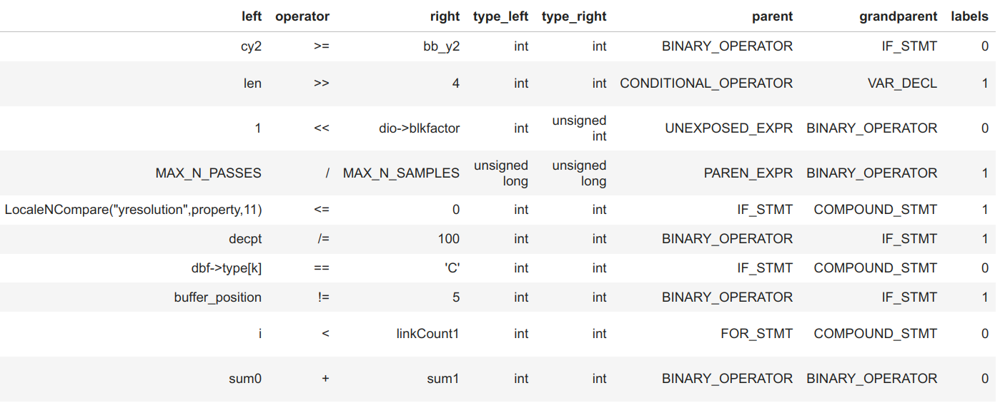 left operator right type_left type_right parent grandparent labels
cy2 >= bb_y2 int int BINARY_OPERATOR IF_STMT 0
len >> 4 int int CONDITIONAL_OPERATOR VAR_DECL 1
1 << dio->blkfactor int unsigned int UNEXPOSED_EXPR BINARY_OPERATOR 0
MAX_N_PASSES / MAX_N_SAMPLES unsigned long unsigned long PAREN_EXPR BINARY_OPERATOR 1
LocaleNCompare("yresolution",property,11) <= 0 int int IF_STMT COMPOUND_STMT 1
decpt /= 100 int int BINARY_OPERATOR IF_STMT 1
dbf->type[k] == 'C' int int IF_STMT COMPOUND_STMT 0
buffer_position != 5 int int BINARY_OPERATOR IF_STMT 1
i < linkCount1 int int FOR_STMT COMPOUND_STMT 0
sum0 + sum1 int int BINARY_OPERATOR BINARY_OPERATOR 0